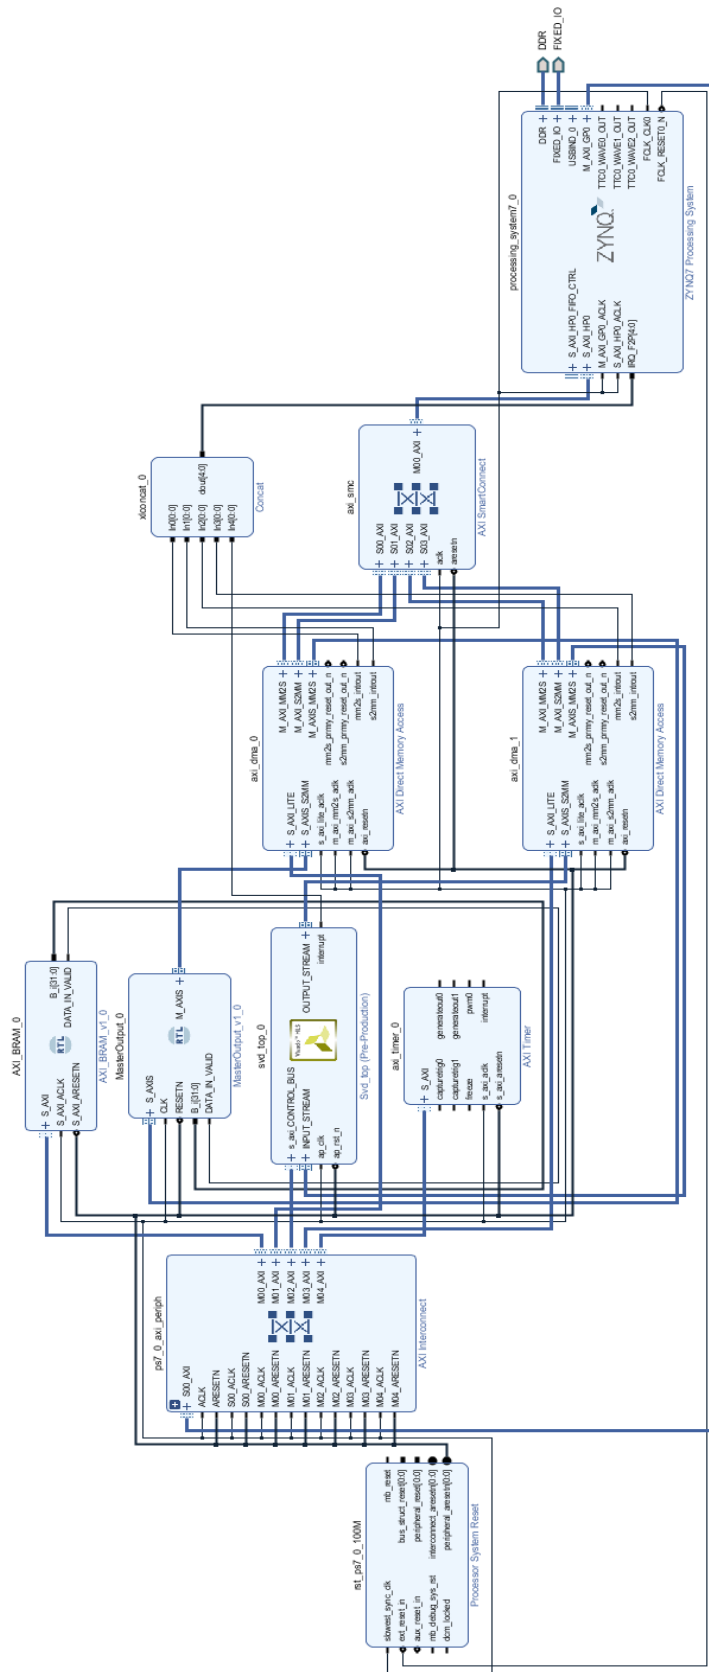 rst_ps7_0_100M
slowest_sync_clk
ext_reset_in
aux_reset_in
mb_debug_sys_rst
dcm_locked
mb_reset
bus_struct_reset[0:0]
peripheral_reset[0:0]
interconnect_aresetn[0:0]
peripheral_aresetn[0:0]
Processor System Reset
ps7_0_axi_periph
S00_AXI
ACLK
ARESETN
S00_ACLK
S00_ARESETN
M00_ACLK
M00_ARESETN
M01_ACLK
M01_ARESETN
M02_ACLK
M02_ARESETN
M03_ACLK
M03_ARESETN
M04_ACLK
M04_ARESETN
M00_AXI
M01_AXI
M02_AXI
M03_AXI
M04_AXI
AXI Interconnect
AXI_BRAM_0
S_AXI
S_AXI_ACLK
S_AXI_ARESETN
RTL
B_i[31:0]
DATA_IN_VALID
AXI_BRAM_v1_0
MasterOutput_0
S_AXIS
CLK
RESETN
B_i[31:0]
DATA_IN_VALID
RTL
M_AXIS
MasterOutput_v1_0
svd_top_0
s_axi_CONTROL_BUS
INPUT_STREAM
ap_clk
ap_rst_n
Vivado™ HLS
OUTPUT_STREAM
interrupt
Svd_top (Pre-Production)
axi_timer_0
S_AXI
capturetrig0
capturetrig1
freeze
s_axi_aclk
s_axi_aresetn
generateout0
generateout1
pwm0
interrupt
AXI Timer
axi_dma_0
S_AXI_LITE
S_AXIS_S2MM
s_axi_lite_aclk
m_axi_mm2s_aclk
m_axi_s2mm_aclk
axi_resetn
M_AXI_MM2S
M_AXI_S2MM
M_AXIS_MM2S
mm2s_prmry_reset_out_n
s2mm_prmry_reset_out_n
mm2s_introut
s2mm_introut
AXI Direct Memory Access
axi_dma_1
S_AXI_LITE
S_AXIS_S2MM
s_axi_lite_aclk
m_axi_mm2s_aclk
m_axi_s2mm_aclk
axi_resetn
M_AXI_MM2S
M_AXI_S2MM
M_AXIS_MM2S
mm2s_prmry_reset_out_n
s2mm_prmry_reset_out_n
mm2s_introut
s2mm_introut
AXI Direct Memory Access
xlconcat_0
In0[0:0]
In1[0:0]
In2[0:0]
In3[0:0]
In4[0:0]
dout[4:0]
Concat
axi_smc
S00_AXI
S01_AXI
S02_AXI
S03_AXI
aclk
aresetn
M00_AXI
AXI SmartConnect
processing_system7_0
S_AXI_HP0_FIFO_CTRL
S_AXI_HP0
M_AXI_GP0_ACLK
S_AXI_HP0_ACLK
IRQ_F2P[4:0]
ZYNQ
DDR
FIXED_IO
USBIND_0
M_AXI_GP0
TTC0_WAVE0_OUT
TTC0_WAVE1_OUT
TTC0_WAVE2_OUT
FCLK_CLK0
FCLK_RESET0_N
ZYNQ7 Processing System
DDR
FIXED_IO